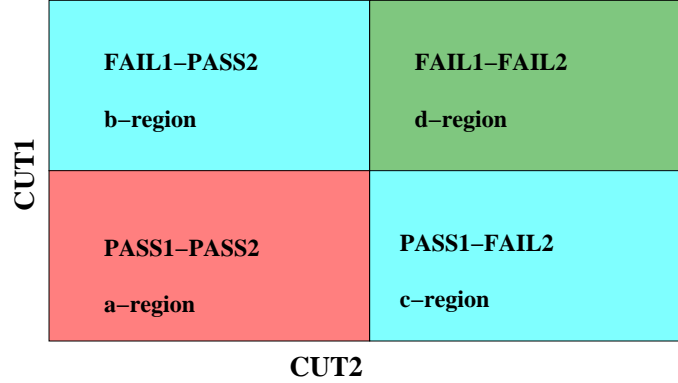 FAIL1−PASS2
b−region
FAIL1−FAIL2
d−region
CUT1
PASS1−PASS2
a−region
PASS1−FAIL2
c−region
CUT2